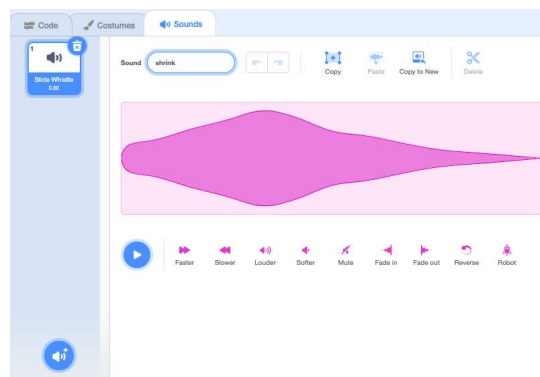 Code Costumes Sounds
1
Slide Whistle
0.60
Sound shrink
Copy Paste Copy to New Delete
Faster Slower Louder Softer Mute Fade in Fade out Reverse Robot